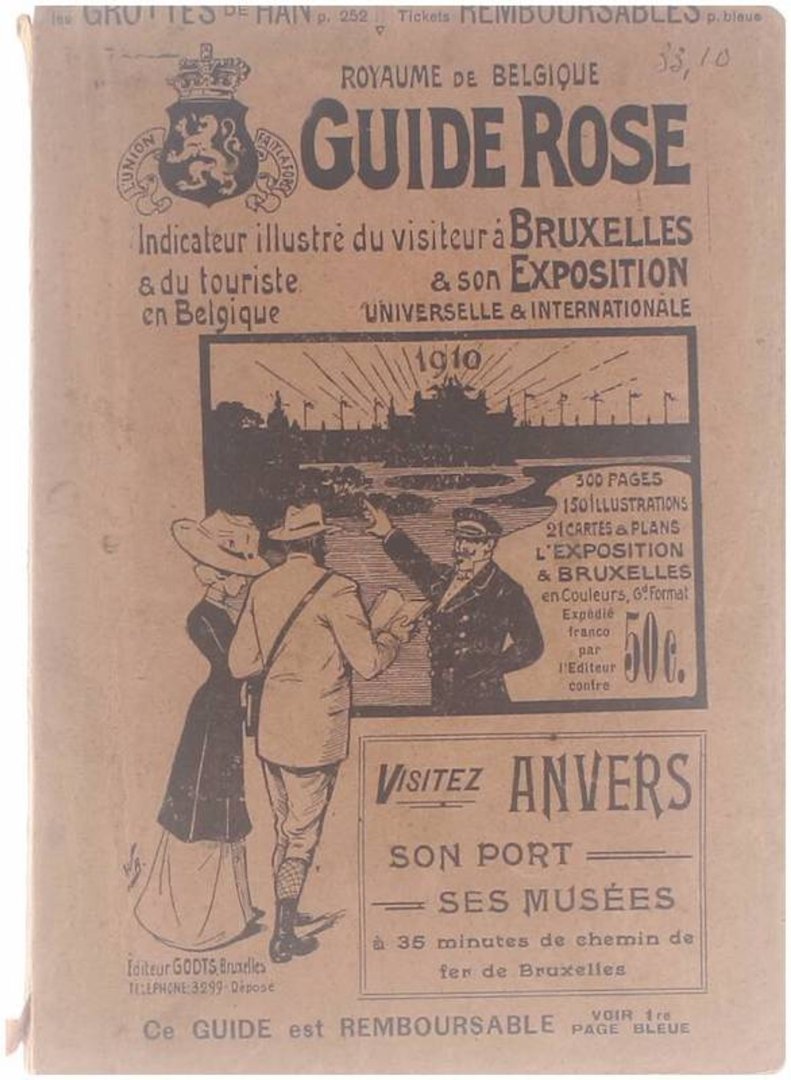 les GROTTES DE HAN p. 252 Tickets REMBOURSABLES p. bleue
33,10
ROYAUME DE BELGIQUE
L'UNION FAIT LA FORCE
GUIDE ROSE
Indicateur illustré du visiteur à BRUXELLES
& du touriste & son EXPOSITION
en Belgique UNIVERSELLE & INTERNATIONALE
1910
300 PAGES
150 ILLUSTRATIONS
21 CARTES & PLANS
L'EXPOSITION
& BRUXELLES
en Couleurs, Gd Format
Expédié
franco
par
l'Editeur
contre
50 c.
VISITEZ ANVERS
SON PORT
SES MUSÉES
à 35 minutes de chemin de
fer de Bruxelles
Editeur GODTS, Bruxelles
TELEPHONE: 3299 - Déposé
Ce GUIDE est REMBOURSABLE VOIR 1re
PAGE BLEUE